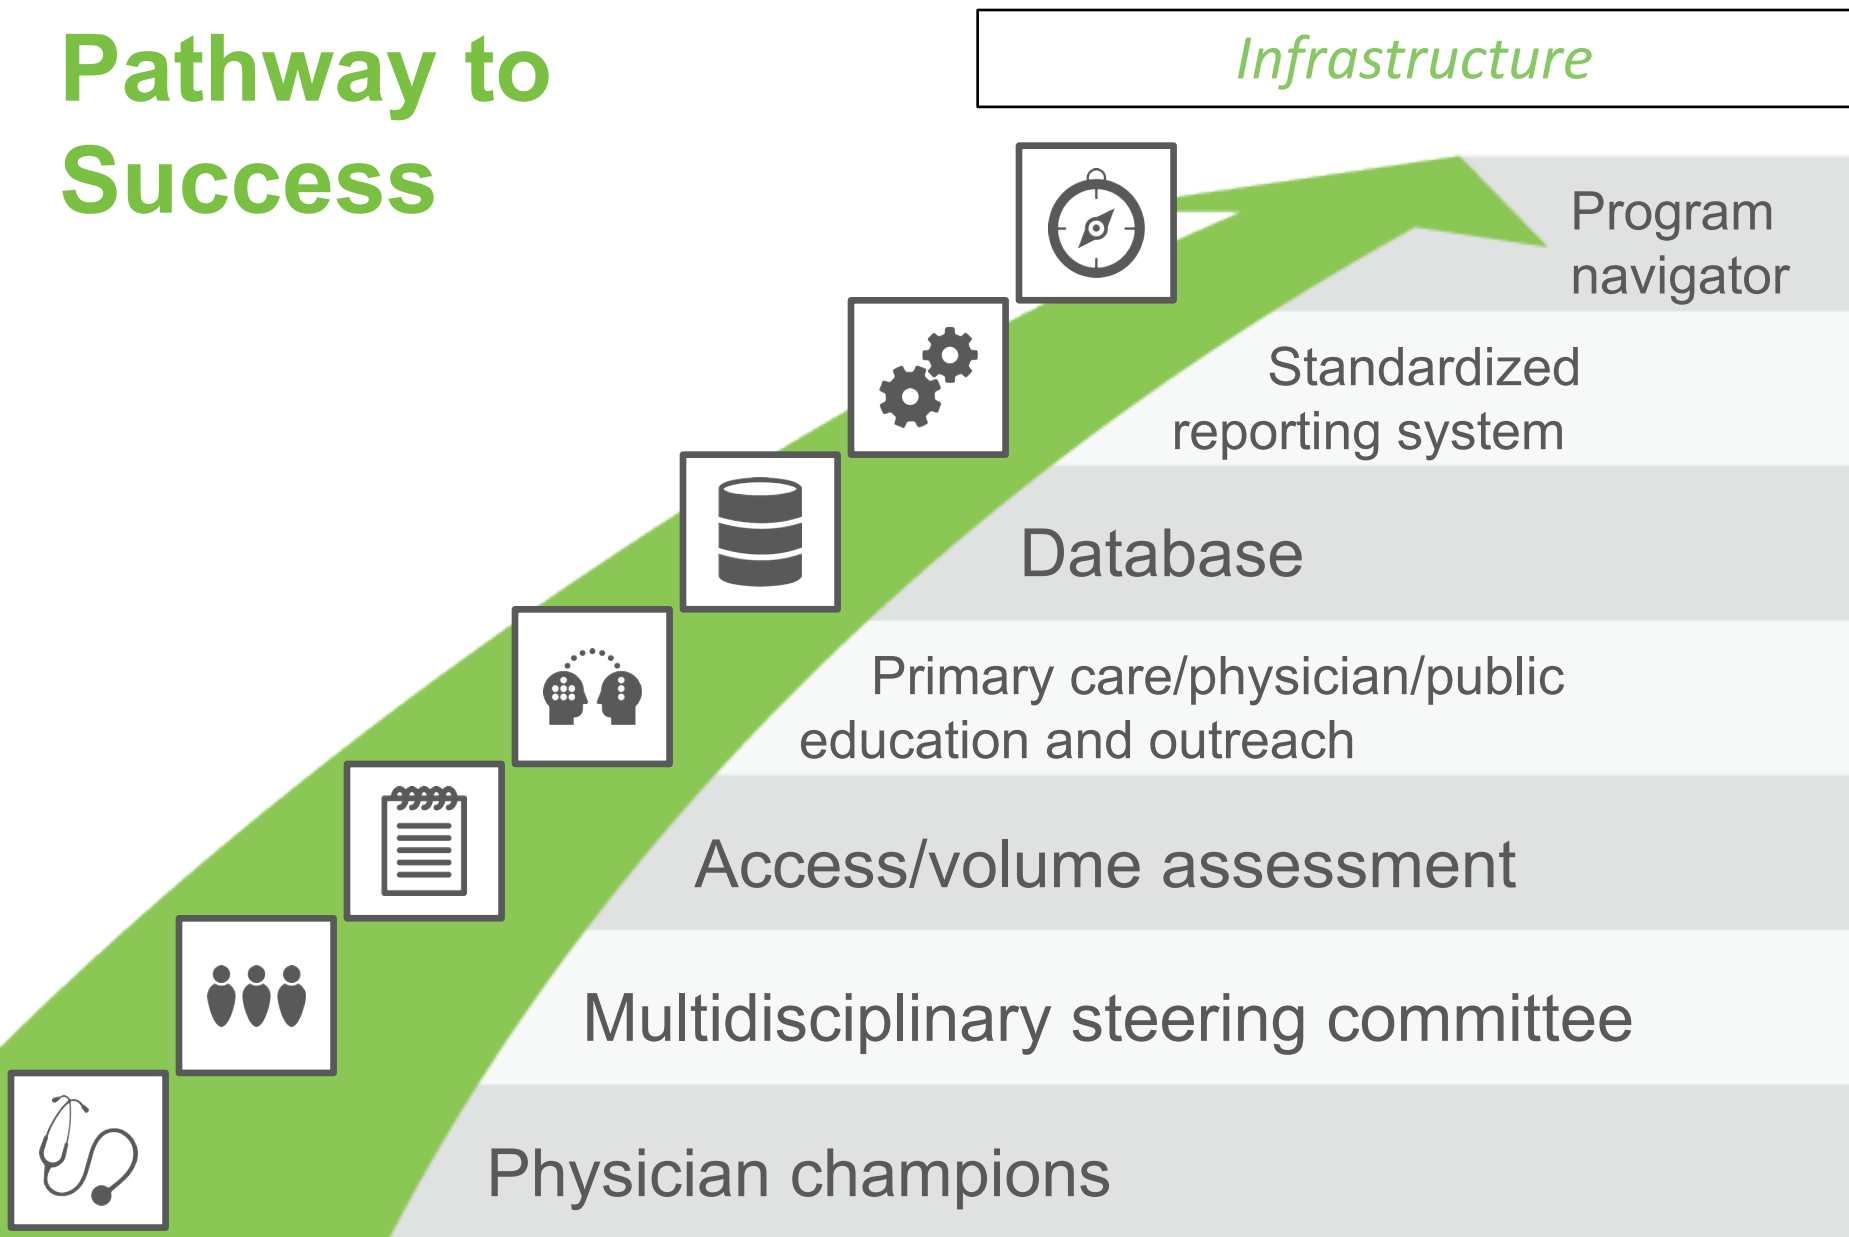 Pathway to
Success
Infrastructure
Program
navigator
Standardized
reporting system
Database
Primary care/physician/public
education and outreach
Access/volume assessment
Multidisciplinary steering committee
Physician champions